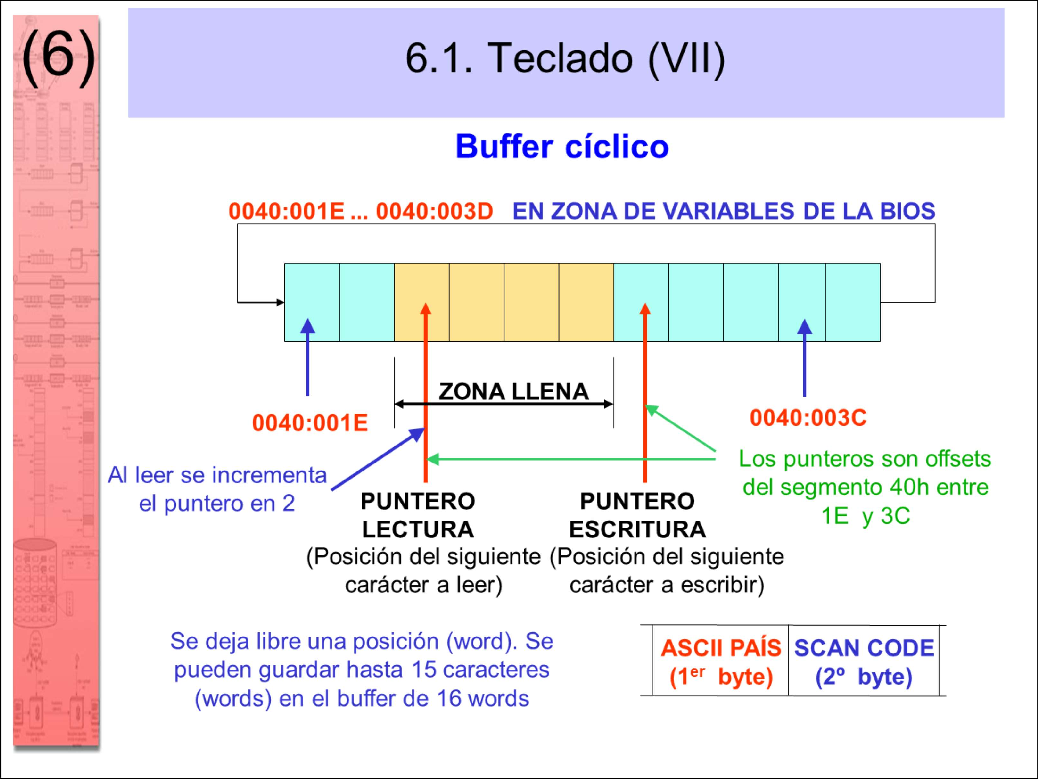 (6)
6.1. Teclado (VII)
Buffer cíclico
0040:001E ... 0040:003D EN ZONA DE VARIABLES DE LA BIOS
ZONA LLENA
0040:001E
0040:003C
Al leer se incrementa
el puntero en 2
Los punteros son offsets
del segmento 40h entre
1E y 3C
PUNTERO
LECTURA
(Posición del siguiente
carácter a leer)
PUNTERO
ESCRITURA
(Posición del siguiente
carácter a escribir)
Se deja libre una posición (word). Se
pueden guardar hasta 15 caracteres
(words) en el buffer de 16 words
ASCII PAÍS
(1er byte)
SCAN CODE
(2º byte)